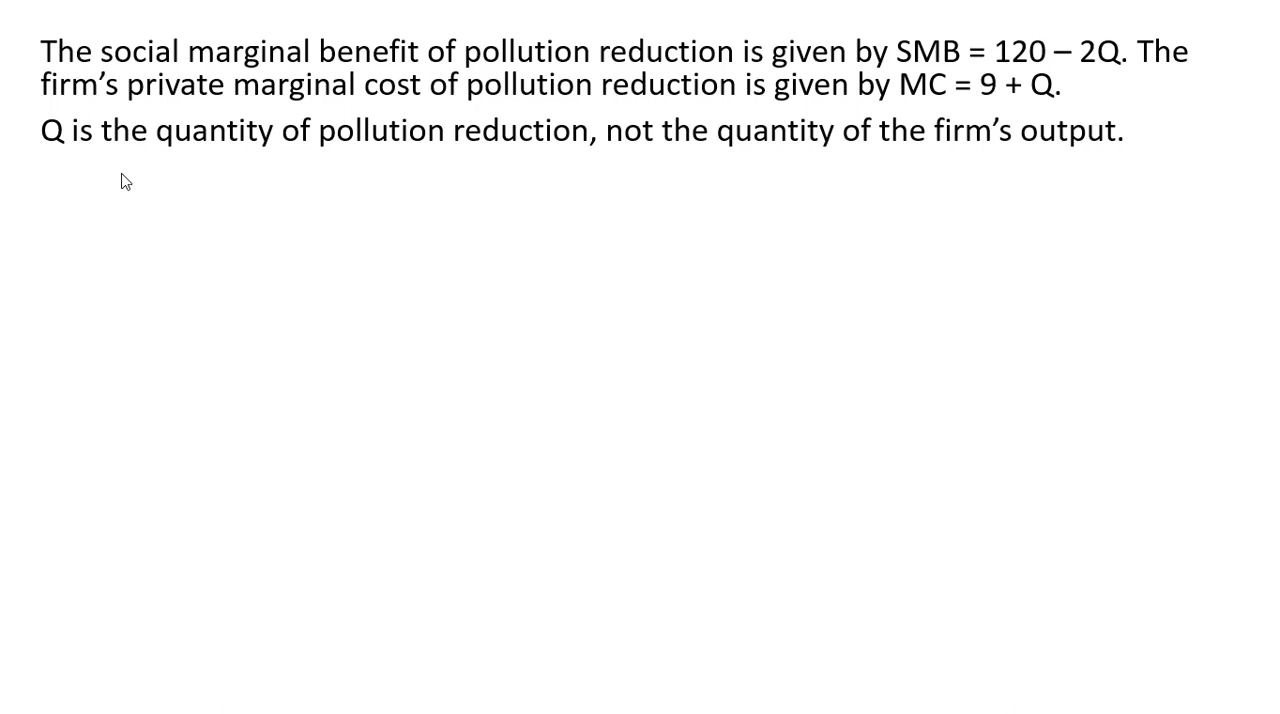 The social marginal benefit of pollution reduction is given by SMB = 120 – 2Q. The
firm’s private marginal cost of pollution reduction is given by MC = 9 + Q.
Q is the quantity of pollution reduction, not the quantity of the firm’s output.